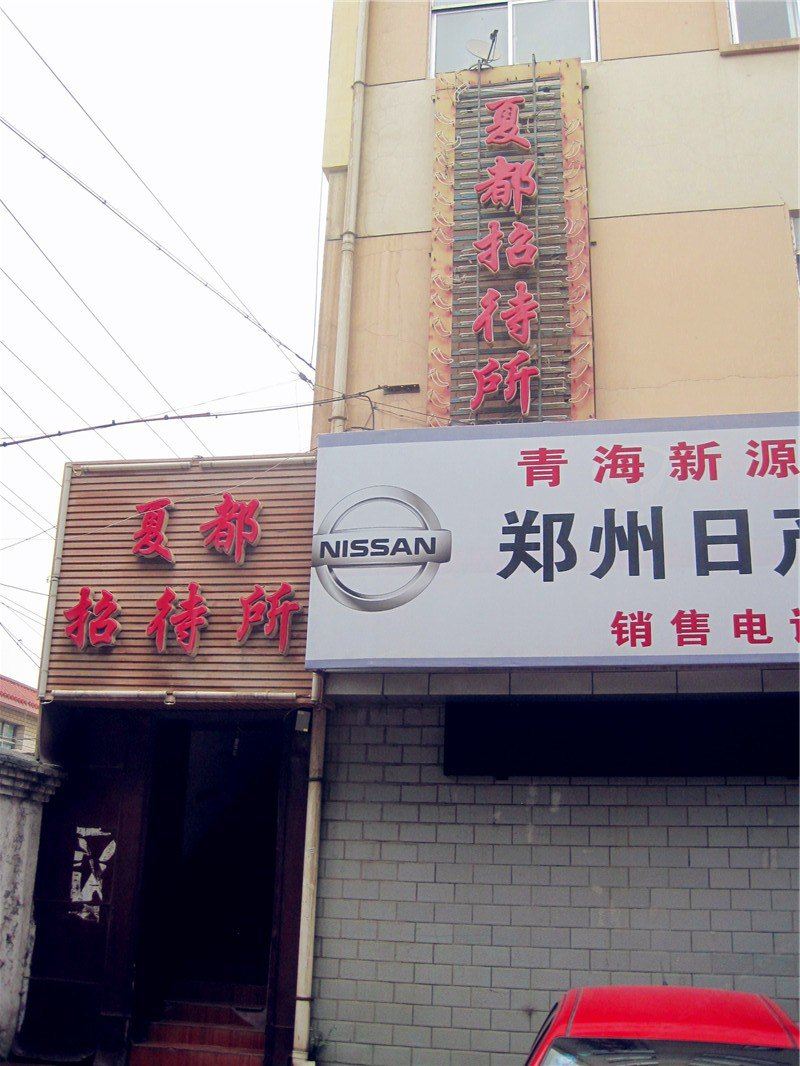 夏都招待所
夏都
招待所
青海新源
NISSAN
郑州日产
销售电